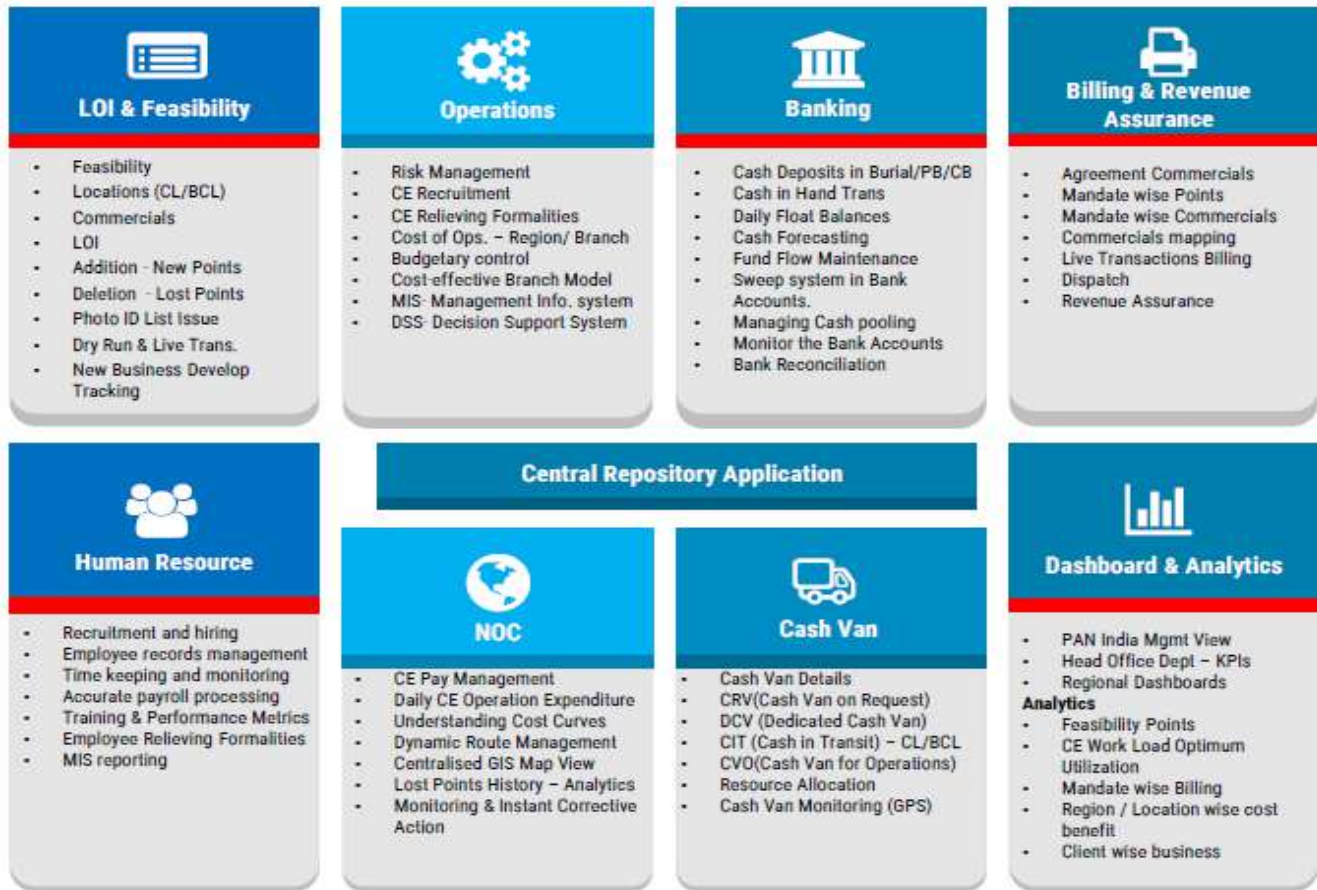 LOI & Feasibility
• Feasibility
• Locations (CL/BCL)
• Commercials
• LOI
• Addition - New Points
• Deletion - Lost Points
• Photo ID List Issue
• Dry Run & Live Trans.
• New Business Develop
Tracking
Operations
• Risk Management
• CE Recruitment
• CE Relieving Formalities
• Cost of Ops. – Region/ Branch
• Budgetary control
• Cost-effective Branch Model
• MIS- Management Info. system
• DSS- Decision Support System
Banking
• Cash Deposits in Burial/PB/CB
• Cash in Hand Trans
• Daily Float Balances
• Cash Forecasting
• Fund Flow Maintenance
• Sweep system in Bank
Accounts.
• Managing Cash pooling
• Monitor the Bank Accounts
• Bank Reconciliation
Billing & Revenue
Assurance
• Agreement Commercials
• Mandate wise Points
• Mandate wise Commercials
• Commercials mapping
• Live Transactions Billing
• Dispatch
• Revenue Assurance
Central Repository Application
Human Resource
• Recruitment and hiring
• Employee records management
• Time keeping and monitoring
• Accurate payroll processing
• Training & Performance Metrics
• Employee Relieving Formalities
• MIS reporting
NOC
• CE Pay Management
• Daily CE Operation Expenditure
• Understanding Cost Curves
• Dynamic Route Management
• Centralised GIS Map View
• Lost Points History – Analytics
• Monitoring & Instant Corrective
Action
Cash Van
• Cash Van Details
• CRV(Cash Van on Request)
• DCV (Dedicated Cash Van)
• CIT (Cash in Transit) – CL/BCL
• CVO(Cash Van for Operations)
• Resource Allocation
• Cash Van Monitoring (GPS)
Dashboard & Analytics
• PAN India Mgmt View
• Head Office Dept – KPIs
• Regional Dashboards
Analytics
• Feasibility Points
• CE Work Load Optimum
Utilization
• Mandate wise Billing
• Region / Location wise cost
benefit
• Client wise business